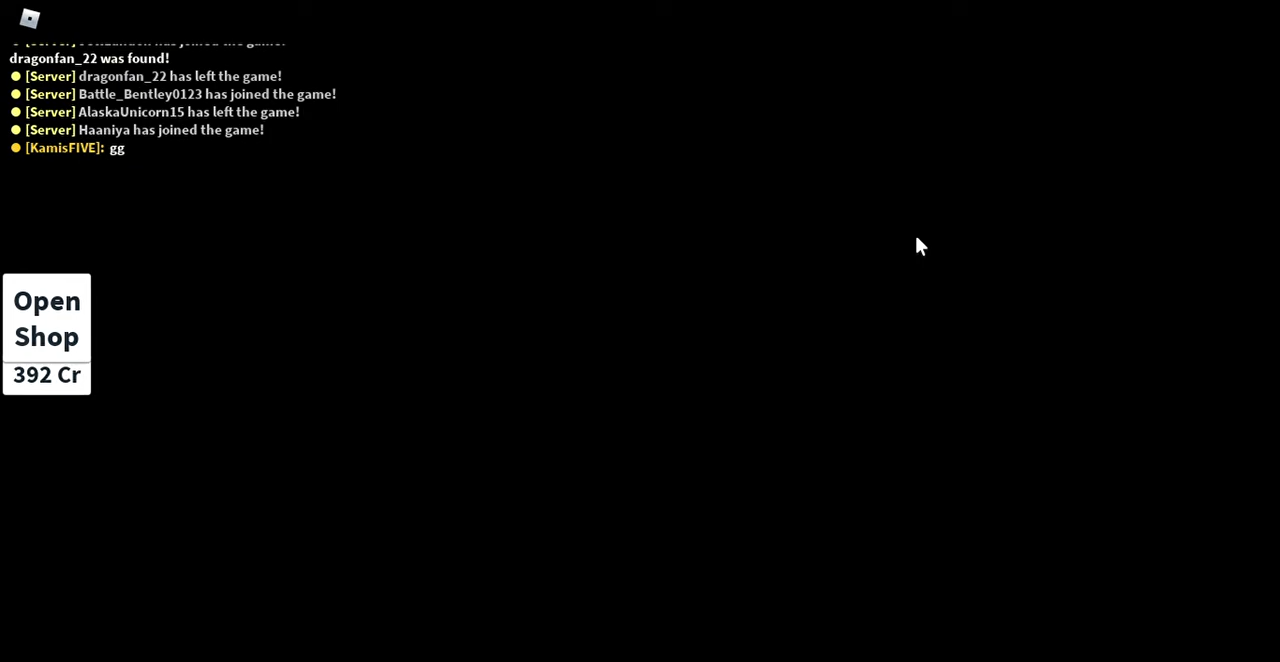 dragonfan_22 was found!
[Server] dragonfan_22 has left the game!
[Server] Battle_Bentley0123 has joined the game!
[Server] AlaskaUnicorn15 has left the game!
[Server] Haaniya has joined the game!
[KamisFIVE]: gg
Open
Shop
392 Cr